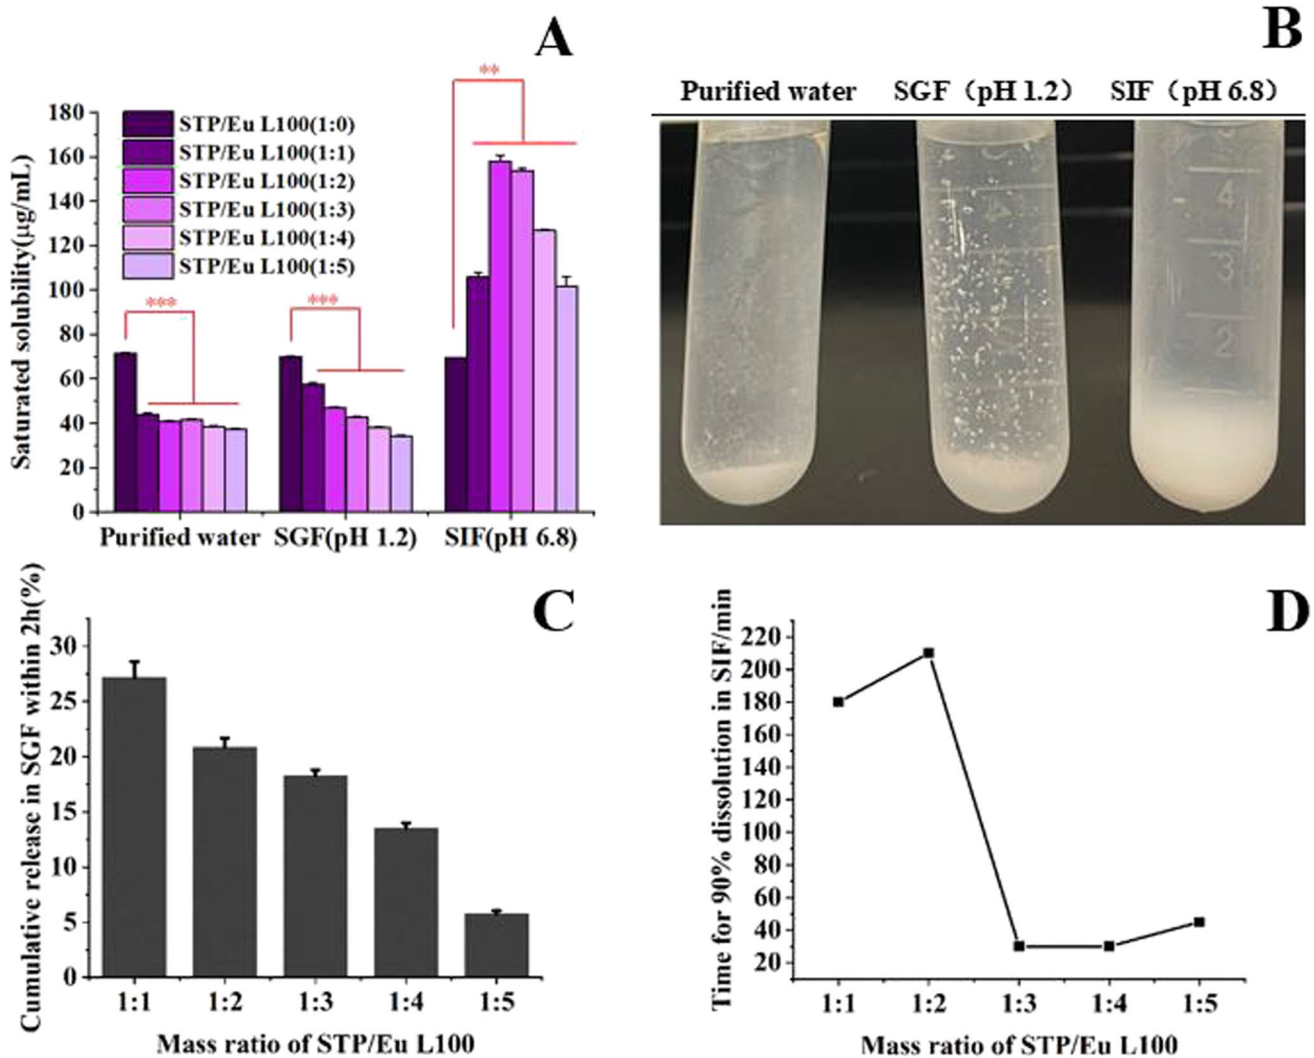 A
B
Purified water SGF（pH 1.2） SIF（pH 6.8）
180
160
140
120
100
80
60
40
20
0
Saturated solubility(μg/mL)
STP/Eu L100(1:0)
STP/Eu L100(1:1)
STP/Eu L100(1:2)
STP/Eu L100(1:3)
STP/Eu L100(1:4)
STP/Eu L100(1:5)
***
***
**
Purified water SGF(pH 1.2) SIF(pH 6.8)
4
4
3
2
C
30
25
20
15
10
5
0
Cumulative release in SGF within 2h(%)
1:1 1:2 1:3 1:4 1:5
Mass ratio of STP/Eu L100
D
220
200
180
160
140
120
100
80
60
40
20
Time for 90% dissolution in SIF/min
1:1 1:2 1:3 1:4 1:5
Mass ratio of STP/Eu L100